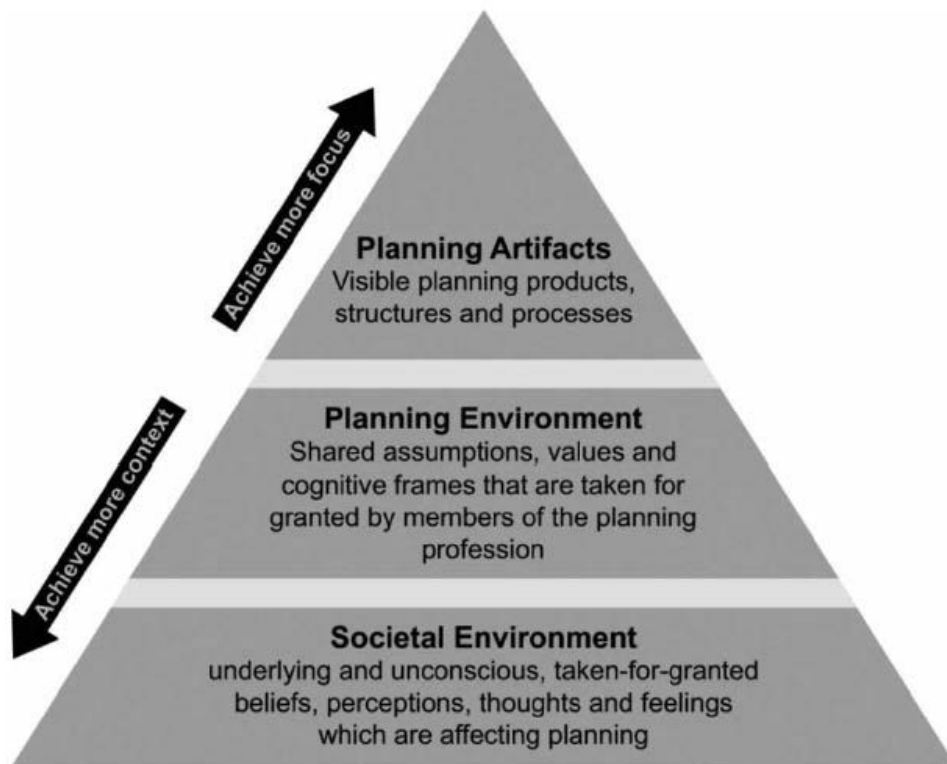 Achieve more focus
Planning Artifacts
Visible planning products,
structures and processes
Achieve more context
Planning Environment
Shared assumptions, values and
cognitive frames that are taken for
granted by members of the planning
profession
Societal Environment
underlying and unconscious, taken-for-granted
beliefs, perceptions, thoughts and feelings
which are affecting planning